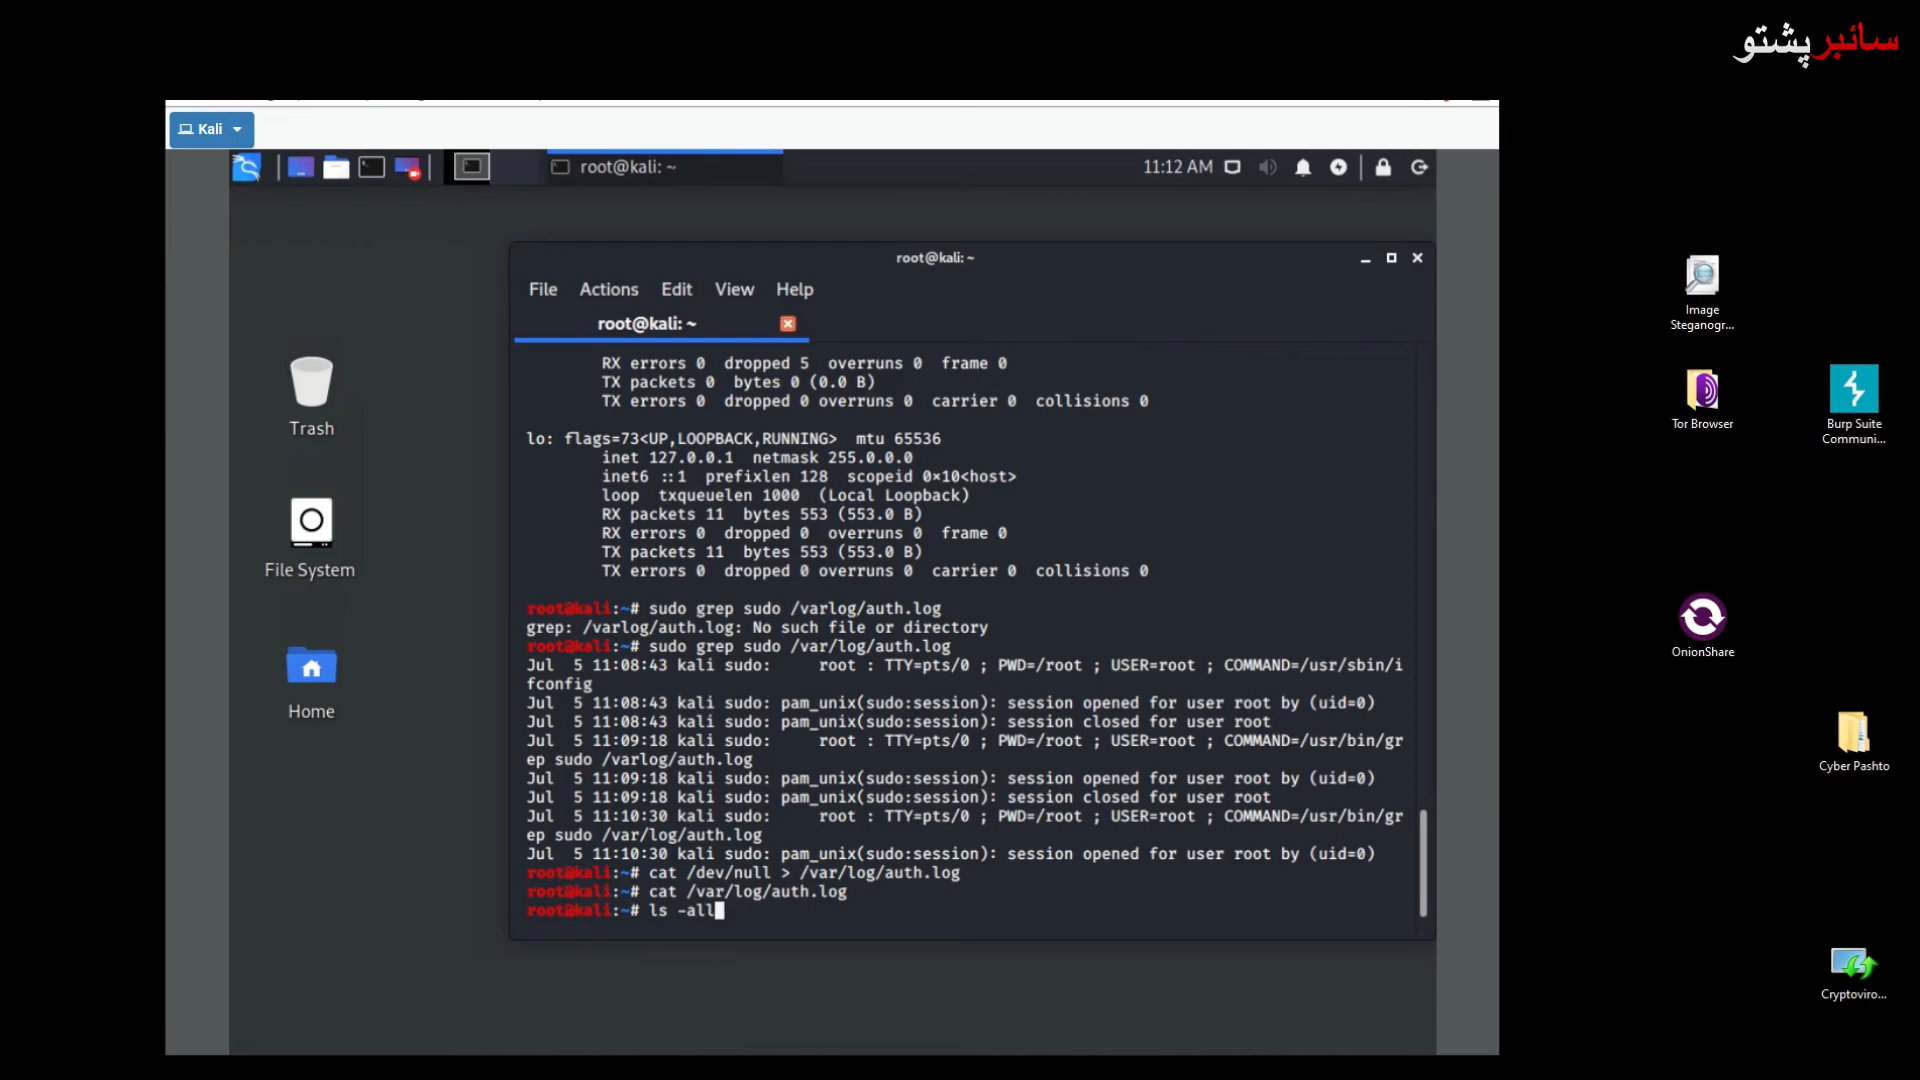 سائبر پشتو
Kali
root@kali: ~
11:12 AM
root@kali: ~
File Actions Edit View Help
root@kali: ~
RX errors 0 dropped 5 overruns 0 frame 0
TX packets 0 bytes 0 (0.0 B)
TX errors 0 dropped 0 overruns 0 carrier 0 collisions 0
lo: flags=73<UP,LOOPBACK,RUNNING> mtu 65536
inet 127.0.0.1 netmask 255.0.0.0
inet6 ::1 prefixlen 128 scopeid 0×10<host>
loop txqueuelen 1000 (Local Loopback)
RX packets 11 bytes 553 (553.0 B)
RX errors 0 dropped 0 overruns 0 frame 0
TX packets 11 bytes 553 (553.0 B)
TX errors 0 dropped 0 overruns 0 carrier 0 collisions 0
root@kali:~# sudo grep sudo /varlog/auth.log
grep: /varlog/auth.log: No such file or directory
root@kali:~# sudo grep sudo /var/log/auth.log
Jul 5 11:08:43 kali sudo: root : TTY=pts/0 ; PWD=/root ; USER=root ; COMMAND=/usr/sbin/i
fconfig
Jul 5 11:08:43 kali sudo: pam_unix(sudo:session): session opened for user root by (uid=0)
Jul 5 11:08:43 kali sudo: pam_unix(sudo:session): session closed for user root
Jul 5 11:09:18 kali sudo: root : TTY=pts/0 ; PWD=/root ; USER=root ; COMMAND=/usr/bin/gr
ep sudo /varlog/auth.log
Jul 5 11:09:18 kali sudo: pam_unix(sudo:session): session opened for user root by (uid=0)
Jul 5 11:09:18 kali sudo: pam_unix(sudo:session): session closed for user root
Jul 5 11:10:30 kali sudo: root : TTY=pts/0 ; PWD=/root ; USER=root ; COMMAND=/usr/bin/gr
ep sudo /var/log/auth.log
Jul 5 11:10:30 kali sudo: pam_unix(sudo:session): session opened for user root by (uid=0)
root@kali:~# cat /dev/null > /var/log/auth.log
root@kali:~# cat /var/log/auth.log
root@kali:~# ls -all
Trash
File System
Home
Image
Steganogr...
Tor Browser
Burp Suite
Communi...
OnionShare
Cyber Pashto
Cryptoviro...